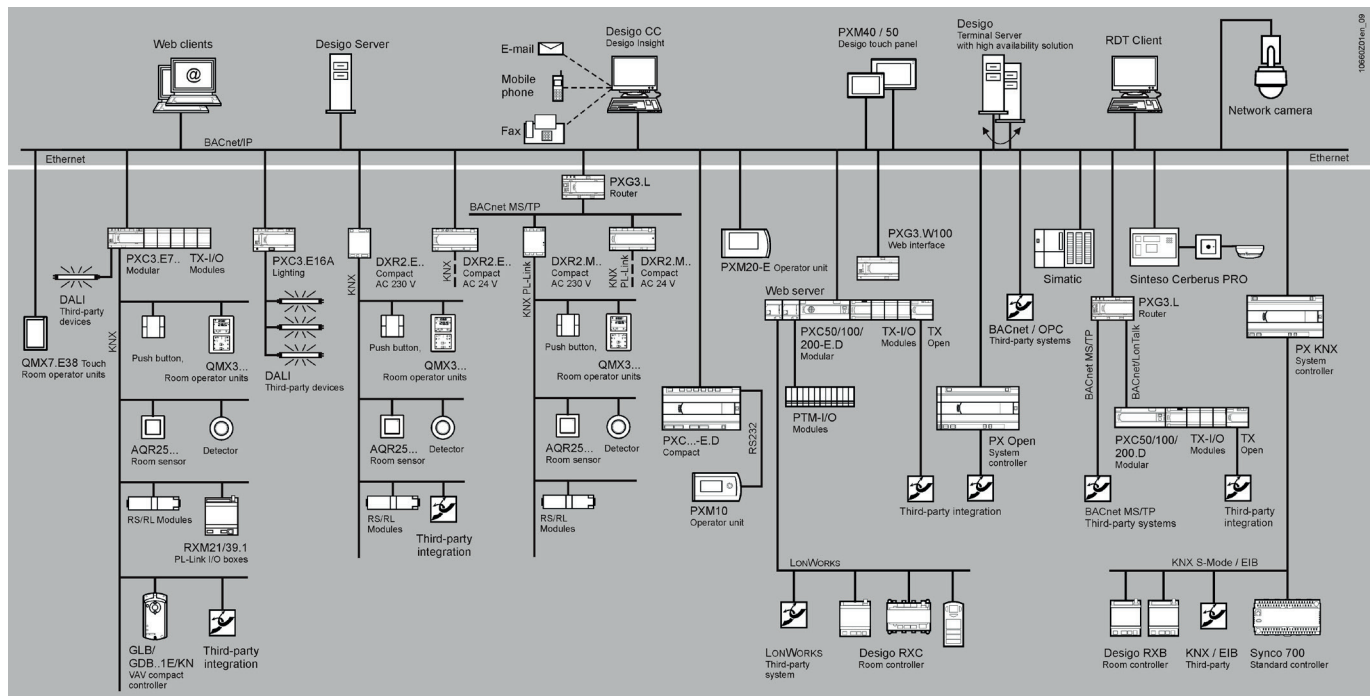 10660Z01en_09
Web clients
@
Desigo Server
E-mail
Mobile
phone
Fax
Desigo CC
Desigo Insight
PXM40 / 50
Desigo touch panel
Desigo
Terminal Server
with high availability solution
RDT Client
Network camera
BACnet/IP
Ethernet
Ethernet
PXG3.L
Router
BACnet MS/TP
PXC3.E7..
Modular
TX-I/O
Modules
DALI
Third-party
devices
QMX7.E38 Touch
Room operator units
KNX
Push button,
QMX3...
Room operator units
AQR25...
Room sensor
Detector
RS/RL Modules
RXM21/39.1
PL-Link I/O boxes
GLB/
GDB..1E/KN
VAV compact
controller
Third-party
integration
PXC3.E16A
Lighting
DALI
Third-party devices
DXR2.E..
Compact
AC 230 V
KNX
KNX
DXR2.E..
Compact
AC 24 V
Push button,
QMX3...
Room operator units
AQR25...
Room sensor
Detector
RS/RL
Modules
Third-party
integration
DXR2.M..
Compact
AC 230 V
KNX PL-Link
KNX
PL-Link
DXR2.M..
Compact
AC 24 V
Push button,
QMX3...
Room operator units
AQR25...
Room sensor
Detector
RS/RL
Modules
PXM20-E Operator unit
PXC...-E.D
Compact
RS232
PXM10
Operator unit
PXG3.W100
Web interface
Web server
PXC50/100/
200-E.D
Modular
TX-I/O
Modules
TX
Open
PTM-I/O
Modules
BACnet / OPC
Third-party systems
PX Open
System
controller
Third-party integration
LONWORKS
LONWORKS
Third-party
system
Desigo RXC
Room controller
Simatic
Sinteso Cerberus PRO
PXG3.L
Router
BACnet MS/TP
BACnet/LonTalk
PXC50/100/
200.D
Modular
TX-I/O
Modules
TX
Open
BACnet MS/TP
Third-party systems
Third-party
integration
PX KNX
System
controller
KNX S-Mode / EIB
Desigo RXB
Room controller
KNX / EIB
Third-party
Synco 700
Standard controller